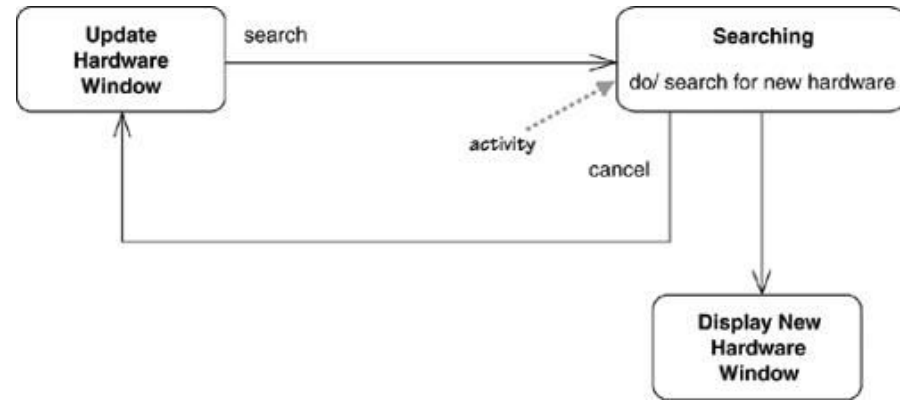 Update
Hardware
Window
search
Searching
do/ search for new hardware
activity
cancel
Display New
Hardware
Window